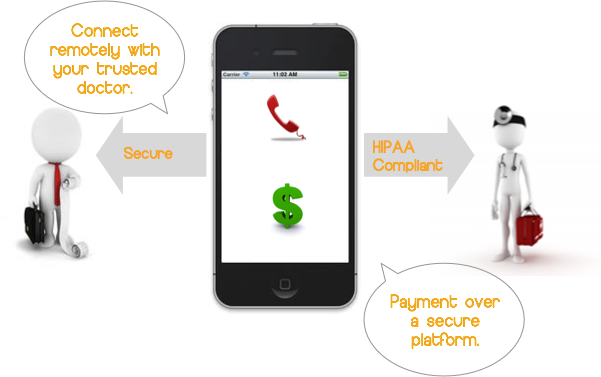 Connect
remotely with
your trusted
doctor.
Carrier 11:02 AM
Secure
HIPAA
Compliant
$
Payment over
a secure
platform.